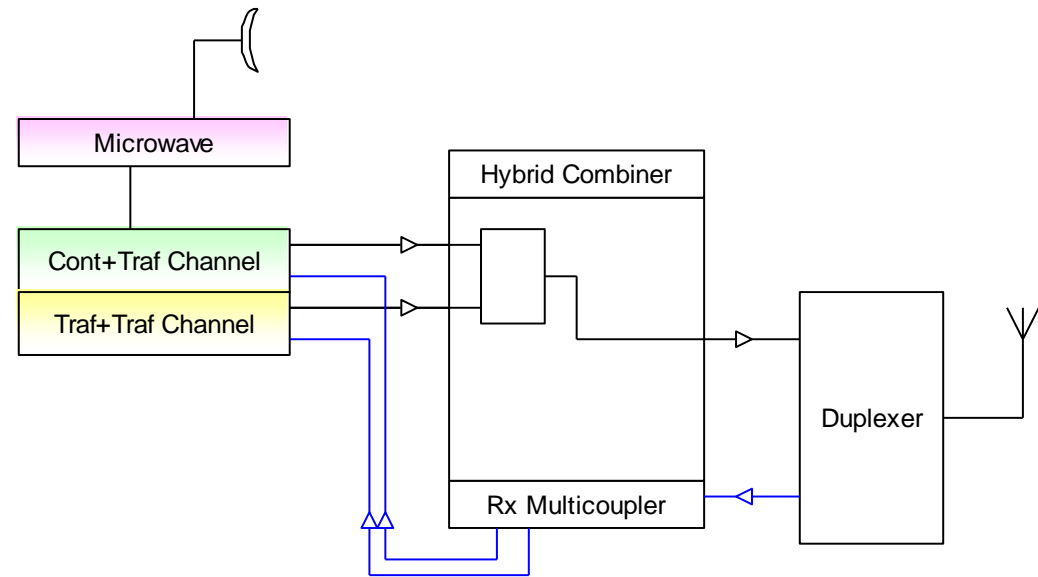 Microwave
Hybrid Combiner
Cont+Traf Channel
Traf+Traf Channel
Duplexer
Rx Multicoupler